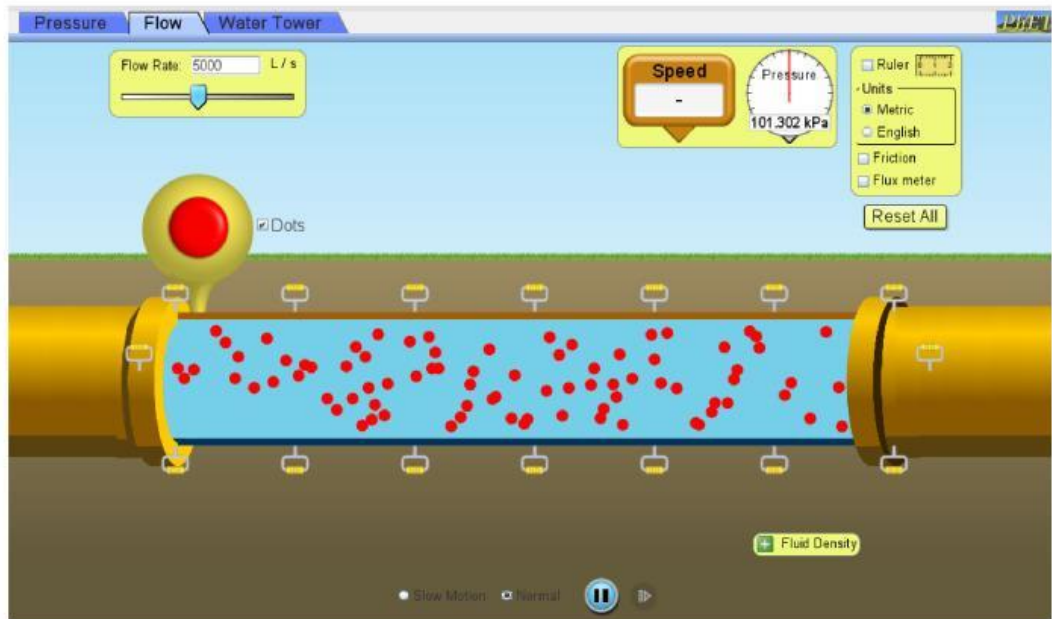 Pressure Flow Water Tower
Flow Rate: 5000 L / s
Speed
-
Pressure
101.302 kPa
Ruler
Units
Metric
English
Friction
Flux meter
Reset All
Dots
Fluid Density
Slow Motion Normal